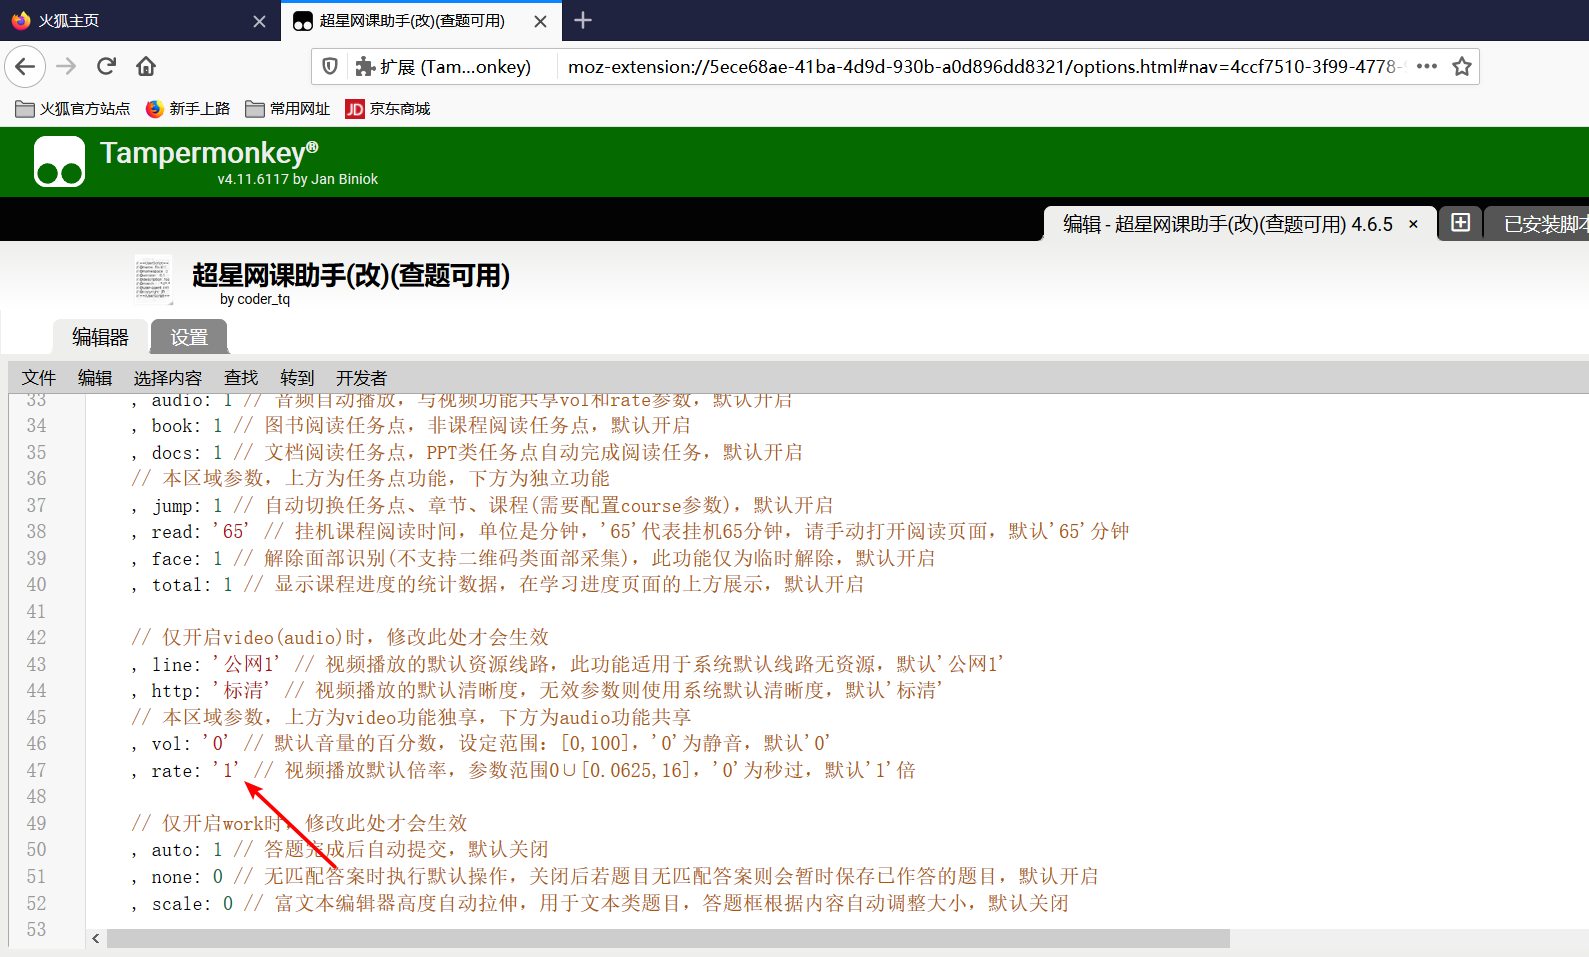 火狐主页
超星网课助手(改)(查题可用)
扩展 (Tam...onkey)
moz-extension://5ece68ae-41ba-4d9d-930b-a0d896dd8321/options.html#nav=4ccf7510-3f99-4778-
火狐官方站点
新手上路
常用网址
JD 京东商城
Tampermonkey®
v4.11.6117 by Jan Biniok
编辑 - 超星网课助手(改)(查题可用) 4.6.5 ×
已安装脚本
超星网课助手(改)(查题可用)
by coder_tq
编辑器
设置
文件 编辑 选择内容 查找 转到 开发者
33 , audio: 1 // 音频自动播放，与视频功能共享vol和rate参数，默认开启
34 , book: 1 // 图书阅读任务点，非课程阅读任务点，默认开启
35 , docs: 1 // 文档阅读任务点，PPT类任务点自动完成阅读任务，默认开启
36 // 本区域参数，上方为任务点功能，下方为独立功能
37 , jump: 1 // 自动切换任务点、章节、课程(需要配置course参数)，默认开启
38 , read: '65' // 挂机课程阅读时间，单位是分钟，'65'代表挂机65分钟，请手动打开阅读页面，默认'65'分钟
39 , face: 1 // 解除面部识别(不支持二维码类面部采集)，此功能仅为临时解除，默认开启
40 , total: 1 // 显示课程进度的统计数据，在学习进度页面的上方展示，默认开启
41
42 // 仅开启video(audio)时，修改此处才会生效
43 , line: '公网1' // 视频播放的默认资源线路，此功能适用于系统默认线路无资源，默认'公网1'
44 , http: '标清' // 视频播放的默认清晰度，无效参数则使用系统默认清晰度，默认'标清'
45 // 本区域参数，上方为video功能独享，下方为audio功能共享
46 , vol: '0' // 默认音量的百分数，设定范围：[0,100]，'0'为静音，默认'0'
47 , rate: '1' // 视频播放默认倍率，参数范围0∪[0.0625,16]，'0'为秒过，默认'1'倍
48
49 // 仅开启work时，修改此处才会生效
50 , auto: 1 // 答题完成后自动提交，默认关闭
51 , none: 0 // 无匹配答案时执行默认操作，关闭后若题目无匹配答案则会暂时保存已作答的题目，默认开启
52 , scale: 0 // 富文本编辑器高度自动拉伸，用于文本类题目，答题框根据内容自动调整大小，默认关闭
53